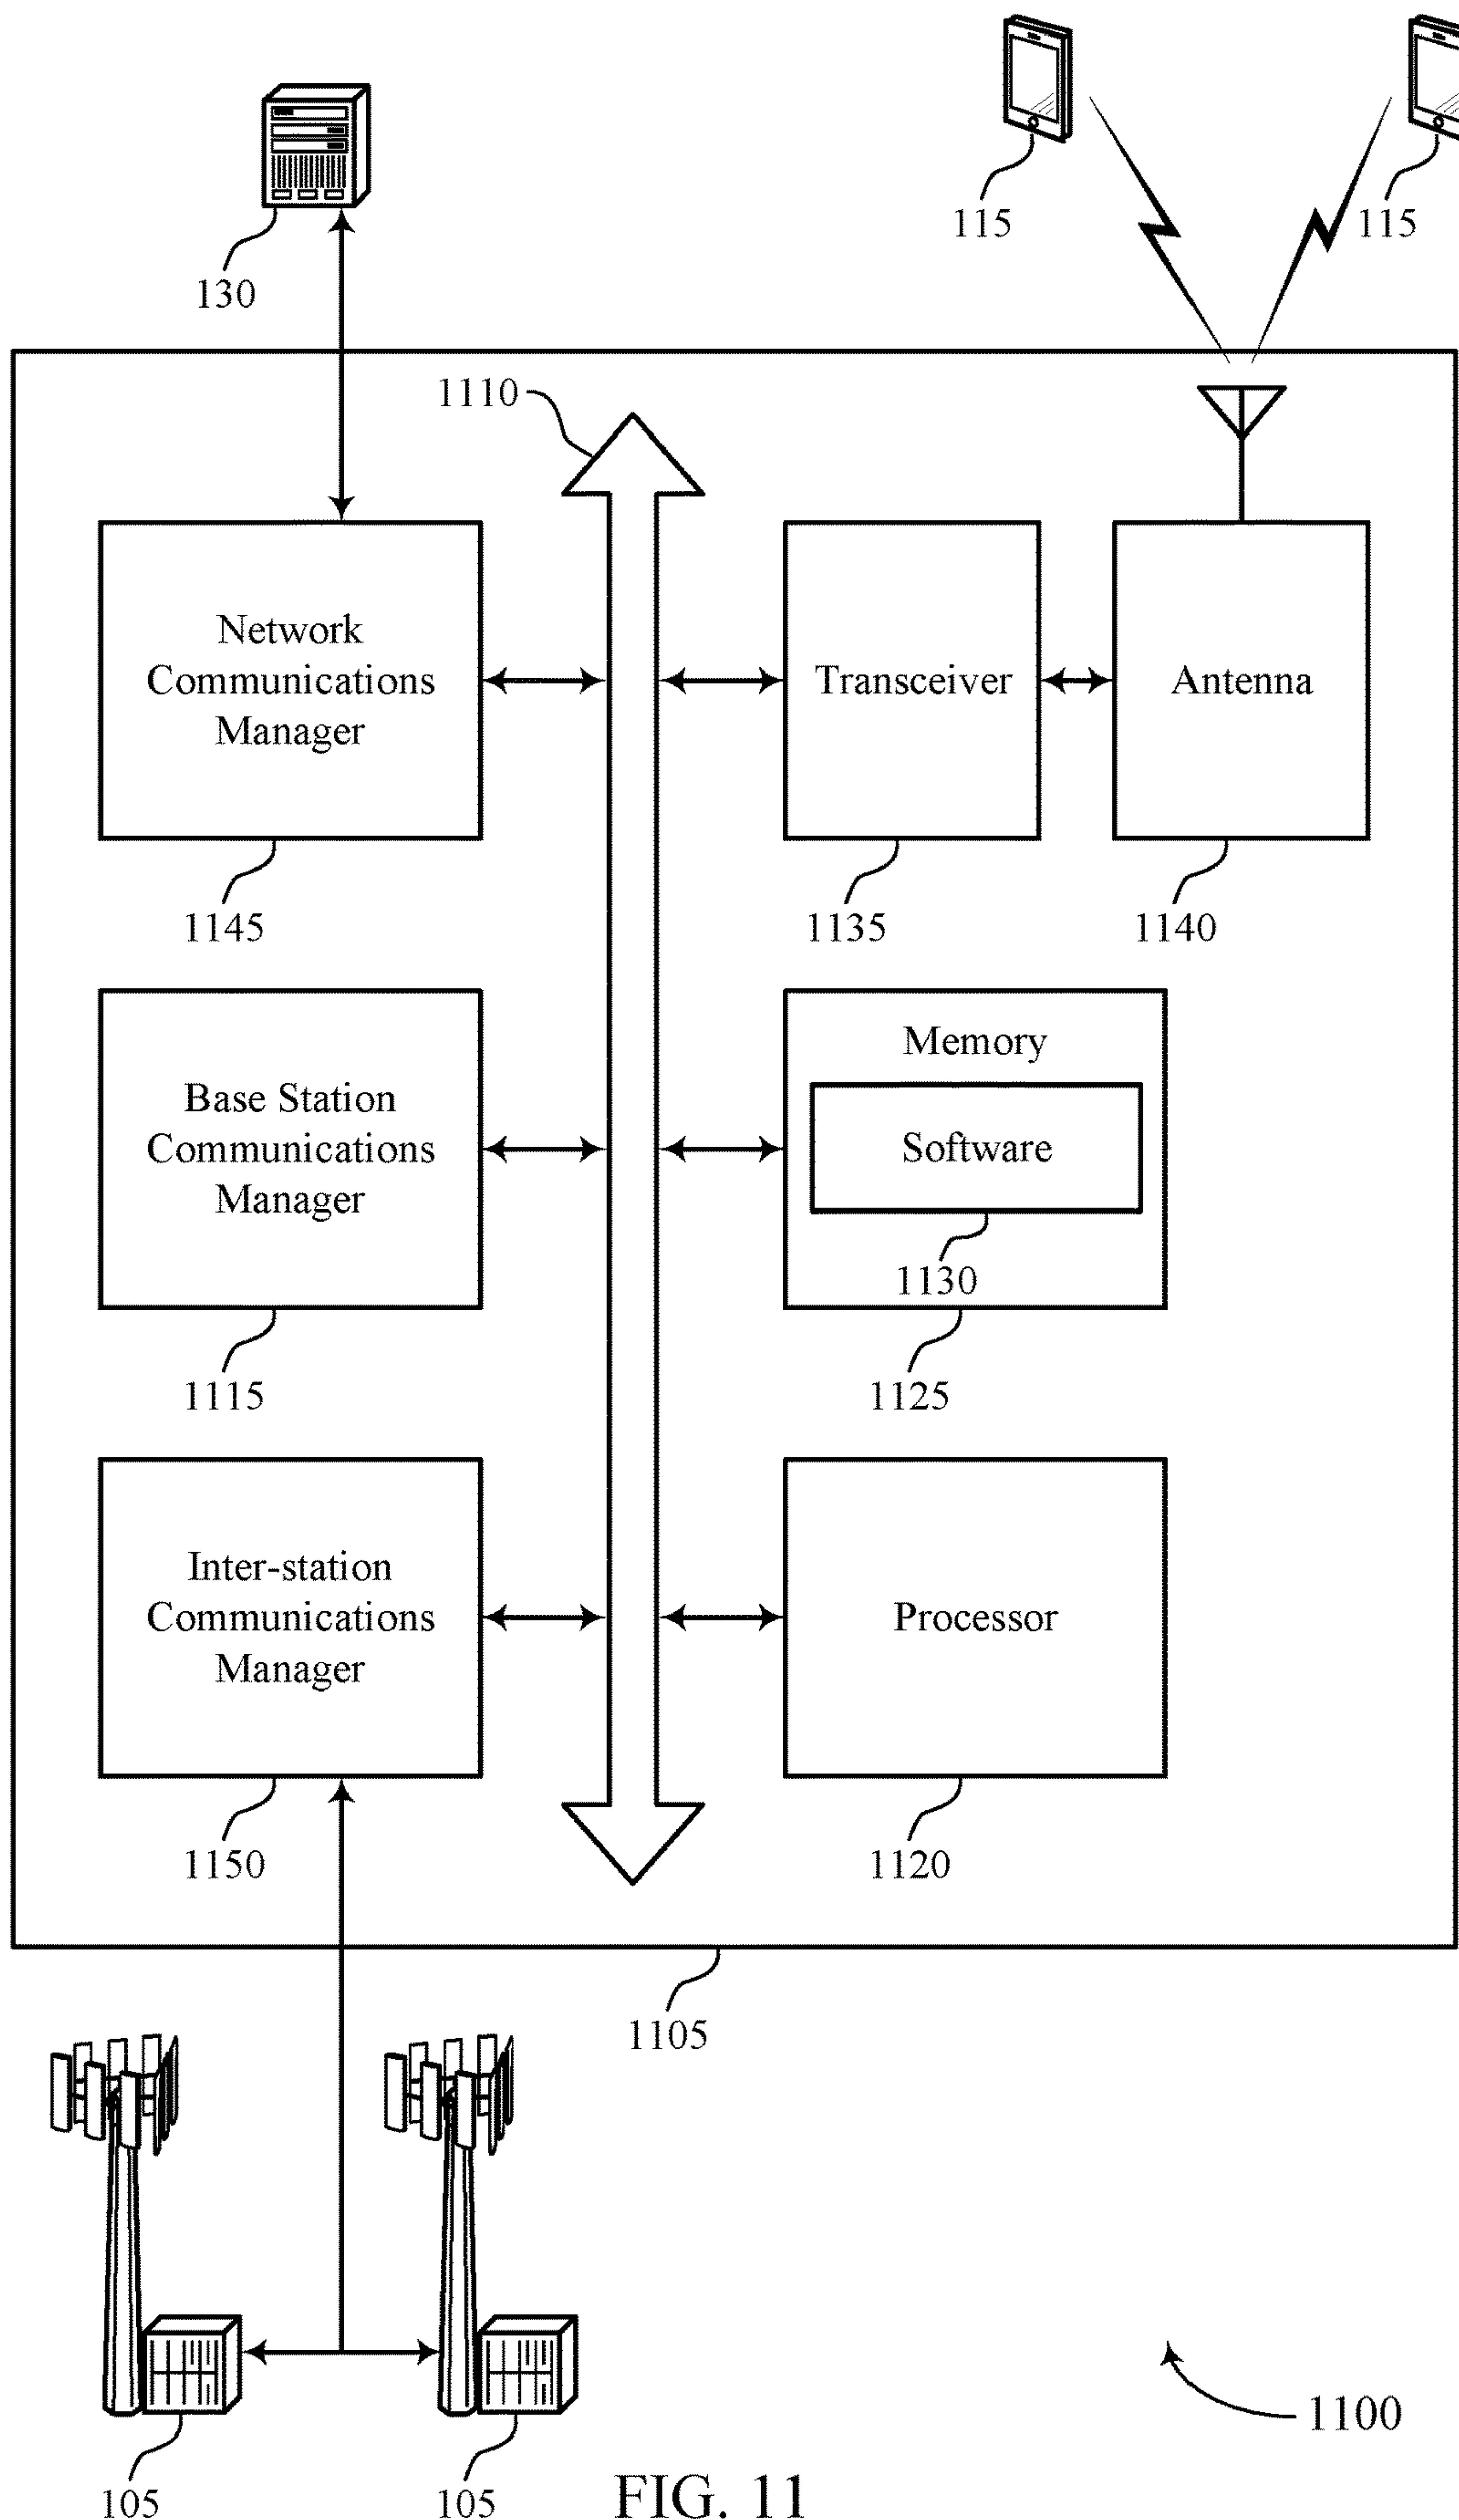 115
115
130
1110
Network
Communications
Manager
Transceiver
Antenna
1145
1135
1140
Base Station
Communications
Manager
Memory
Software
1130
1115
1125
Inter-station
Communications
Manager
Processor
1150
1120
1105
1100
105
105
FIG. 11